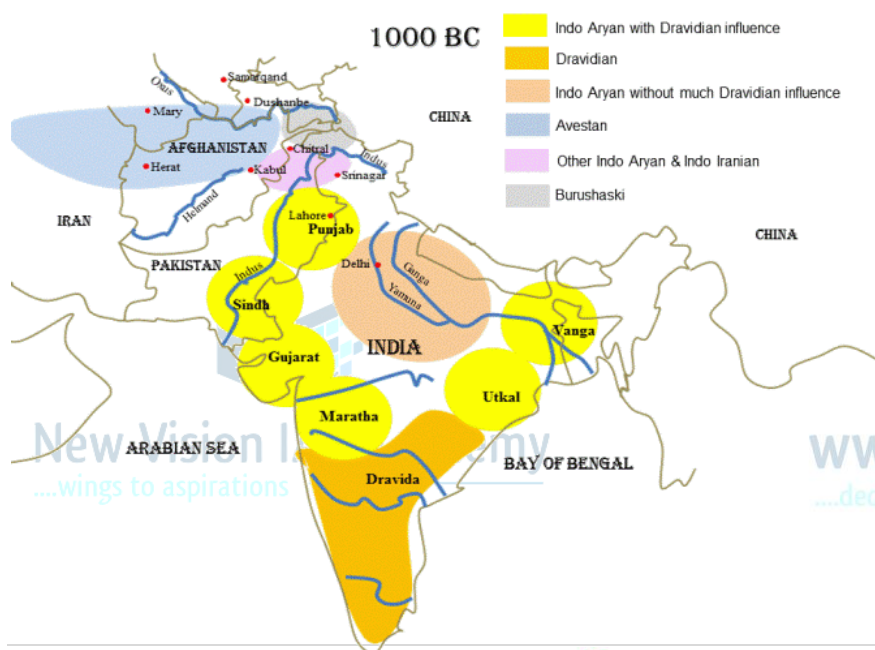 1000 BC
Indo Aryan with Dravidian influence
Dravidian
Indo Aryan without much Dravidian influence
Avestan
Other Indo Aryan & Indo Iranian
Burushaski
Samarqand
Oxus
Dushanbe
Mary
CHINA
AFGHANISTAN
Chitral
Indus
Herat
Kabul
Srinagar
Helmand
IRAN
Lahore
Punjab
CHINA
PAKISTAN
Indus
Delhi
Ganga
Yamuna
Sindh
Vanga
INDIA
Gujarat
Utkal
Maratha
ARABIAN SEA
New Vision
BAY OF BENGAL
Dravida
....wings to aspirations